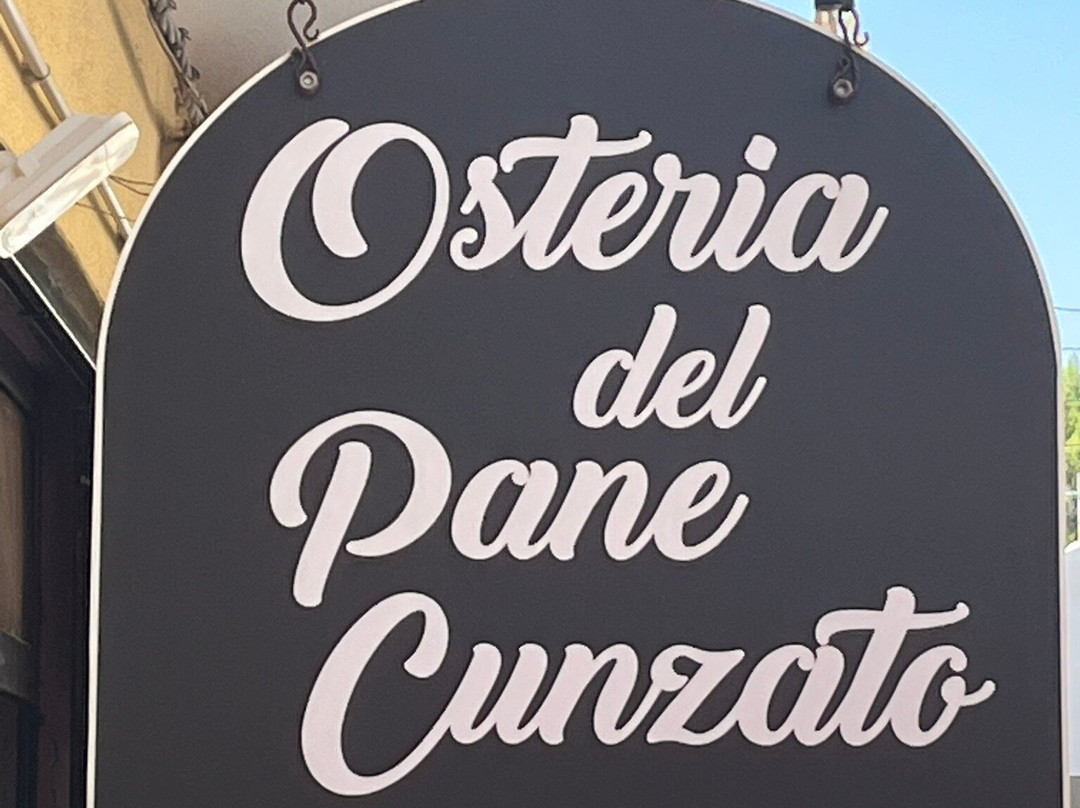 Osteria
del
Pane
Cunzato